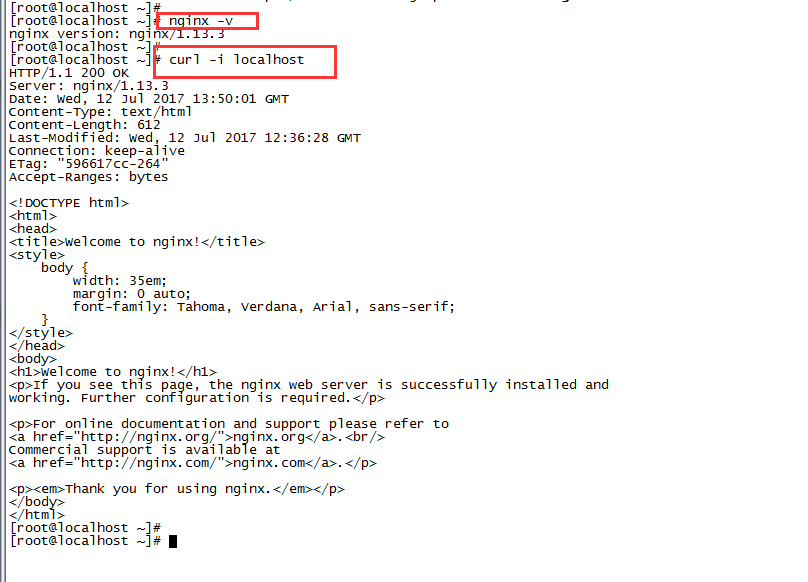 [root@localhost ~]#
[root@localhost ~]# nginx -v
nginx version: nginx/1.13.3
[root@localhost ~]#
[root@localhost ~]# curl -i localhost
HTTP/1.1 200 OK
Server: nginx/1.13.3
Date: Wed, 12 Jul 2017 13:50:01 GMT
Content-Type: text/html
Content-Length: 612
Last-Modified: Wed, 12 Jul 2017 12:36:28 GMT
Connection: keep-alive
ETag: "596617cc-264"
Accept-Ranges: bytes

<!DOCTYPE html>
<html>
<head>
<title>Welcome to nginx!</title>
<style>
    body {
        width: 35em;
        margin: 0 auto;
        font-family: Tahoma, Verdana, Arial, sans-serif;
    }
</style>
</head>
<body>
<h1>Welcome to nginx!</h1>
<p>If you see this page, the nginx web server is successfully installed and
working. Further configuration is required.</p>

<p>For online documentation and support please refer to
<a href="http://nginx.org/">nginx.org</a>.<br/>
Commercial support is available at
<a href="http://nginx.com/">nginx.com</a>.</p>

<p><em>Thank you for using nginx.</em></p>
</body>
</html>
[root@localhost ~]#
[root@localhost ~]#